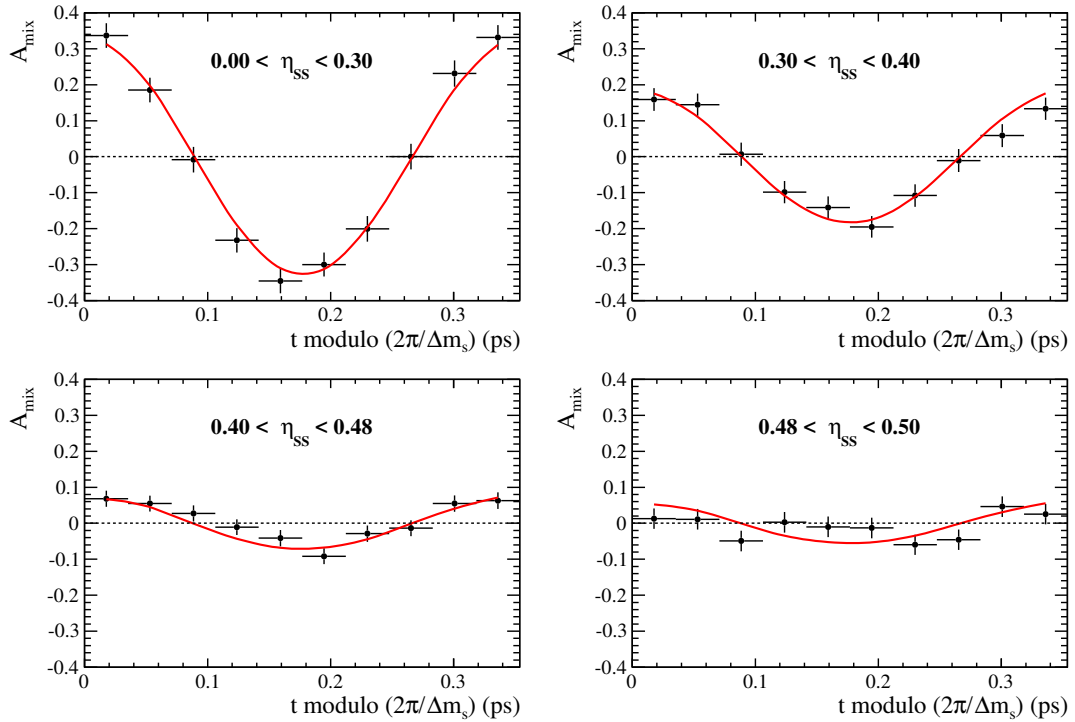 A_mix
0.4
0.3
0.2
0.1
0
-0.1
-0.2
-0.3
-0.4
0.00 < η_ss < 0.30
0 0.1 0.2 0.3
t modulo (2π/Δm_s) (ps)
A_mix
0.4
0.3
0.2
0.1
0
-0.1
-0.2
-0.3
-0.4
0.30 < η_ss < 0.40
0 0.1 0.2 0.3
t modulo (2π/Δm_s) (ps)
A_mix
0.4
0.3
0.2
0.1
0
-0.1
-0.2
-0.3
-0.4
0.40 < η_ss < 0.48
0 0.1 0.2 0.3
t modulo (2π/Δm_s) (ps)
A_mix
0.4
0.3
0.2
0.1
0
-0.1
-0.2
-0.3
-0.4
0.48 < η_ss < 0.50
0 0.1 0.2 0.3
t modulo (2π/Δm_s) (ps)